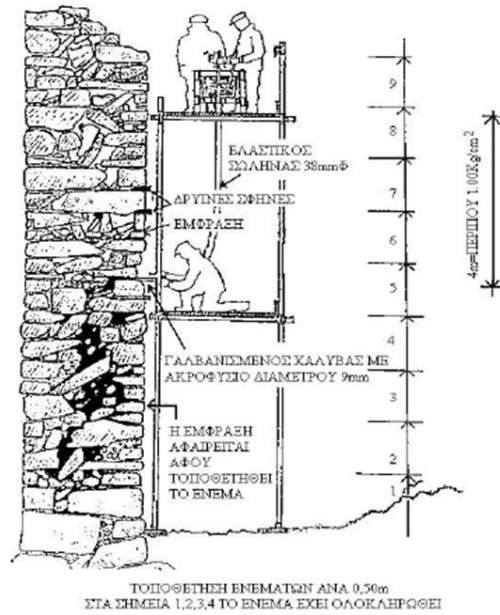 9
8
ΕΛΑΣΤΙΚΟΣ
ΣΩΛΗΝΑΣ 38mmΦ
7
ΔΡΥΙΝΕΣ ΣΦΗΝΕΣ
ΕΜΦΡΑΞΗ
6
4m=ΠΕΡΙΠΟΥ 1.00Kg/cm²
5
4
ΓΑΛΒΑΝΙΣΜΕΝΟΣ ΧΑΛΥΒΑΣ ΜΕ
ΑΚΡΟΦΥΣΙΟ ΔΙΑΜΕΤΡΟΥ 9mm
3
Η ΕΜΦΡΑΞΗ
ΑΦΑΙΡΕΙΤΑΙ
ΑΦΟΥ
ΤΟΠΟΘΕΤΗΘΕΙ
ΤΟ ΕΝΕΜΑ
2
1
ΤΟΠΟΘΕΤΗΣΗ ΕΝΕΜΑΤΩΝ ΑΝΑ 0,50m
ΣΤΑ ΣΗΜΕΙΑ 1,2,3,4 ΤΟ ΕΝΕΜΑ ΕΧΕΙ ΟΛΟΚΛΗΡΩΘΕΙ